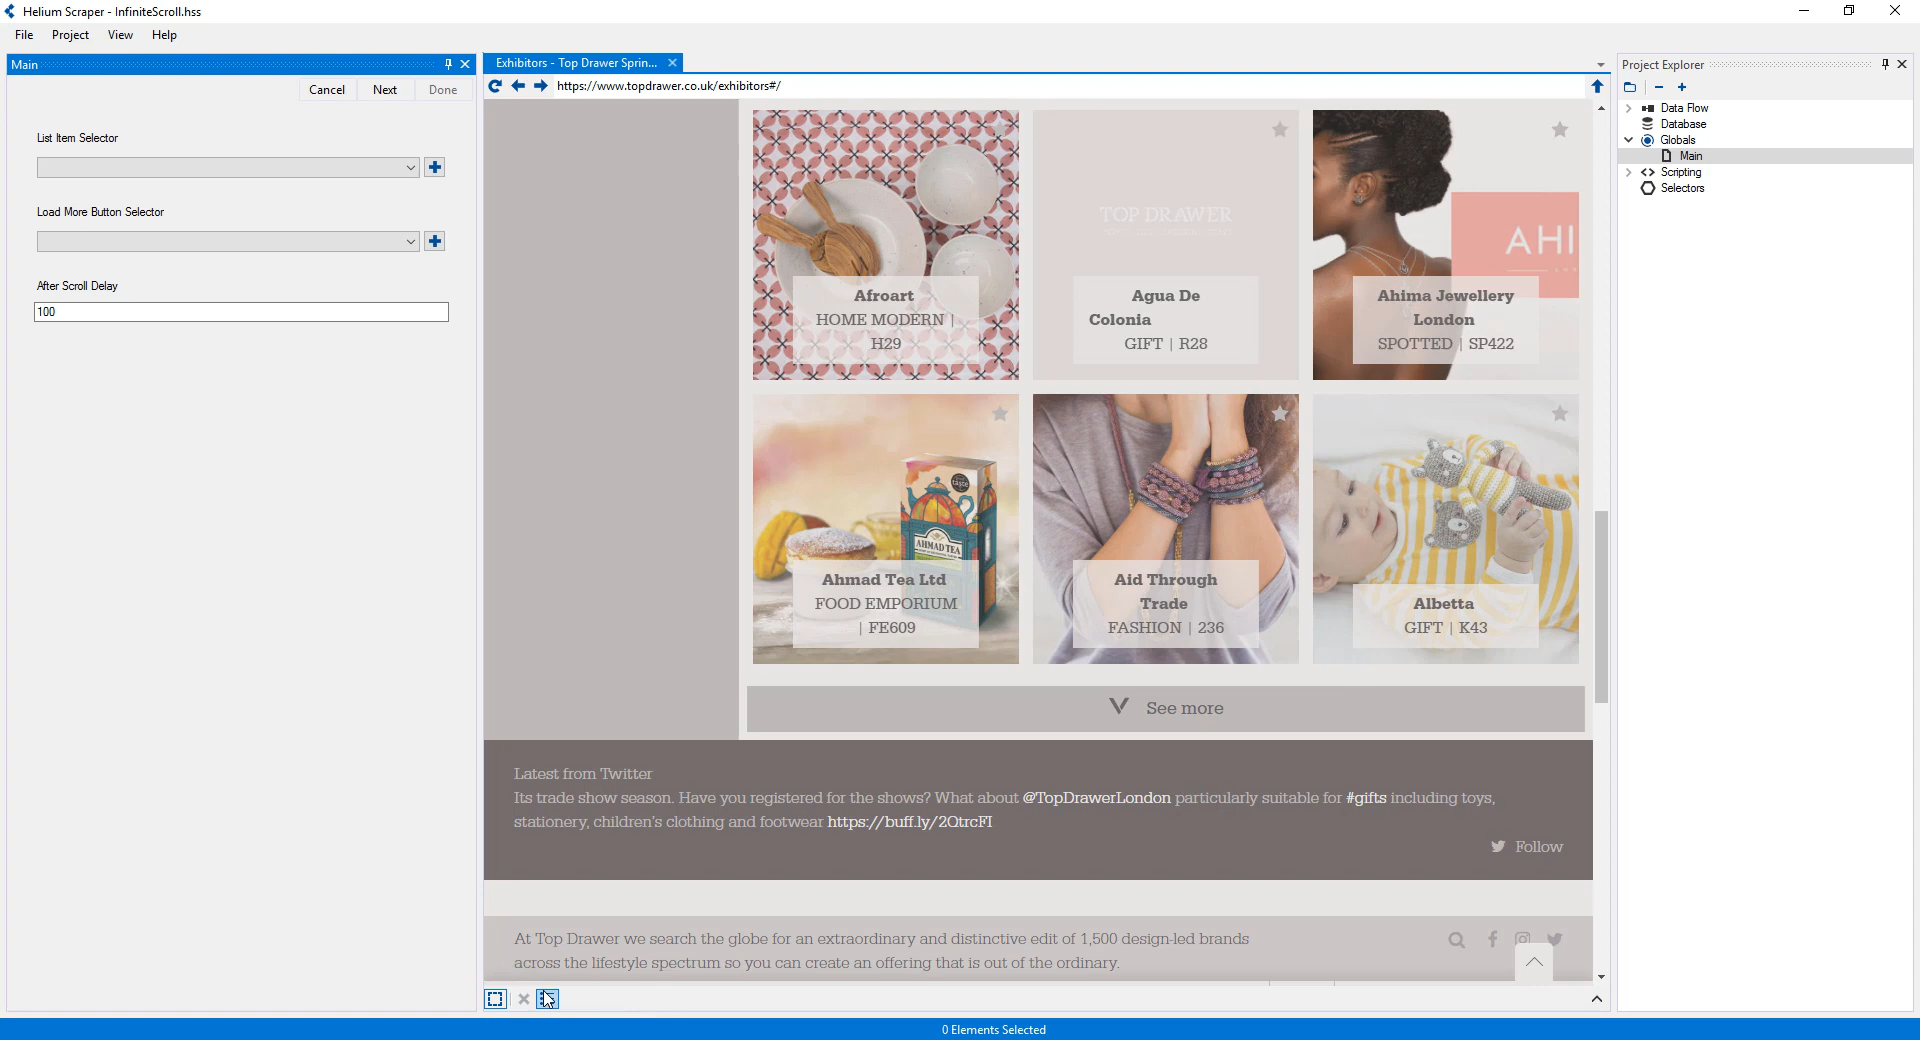 Helium Scraper - InfiniteScroll.hss
File Project View Help
Main
Cancel Next Done
List Item Selector
Load More Button Selector
After Scroll Delay
100
Exhibitors - Top Drawer Sprin...
https://www.topdrawer.co.uk/exhibitors#/
Afroart
HOME MODERN |
H29
TOP DRAWER
Agua De
Colonia
GIFT | R28
AHI
Ahima Jewellery
London
SPOTTED | SP422
taste
AHMAD TEA
Ahmad Tea Ltd
FOOD EMPORIUM
| FE609
Aid Through
Trade
FASHION | 236
Albetta
GIFT | K43
See more
Latest from Twitter
Its trade show season. Have you registered for the shows? What about @TopDrawerLondon particularly suitable for #gifts including toys,
stationery, children's clothing and footwear https://buff.ly/2QtrcFI
Follow
At Top Drawer we search the globe for an extraordinary and distinctive edit of 1,500 design-led brands
across the lifestyle spectrum so you can create an offering that is out of the ordinary.
0 Elements Selected
Project Explorer
Data Flow
Database
Globals
Main
Scripting
Selectors